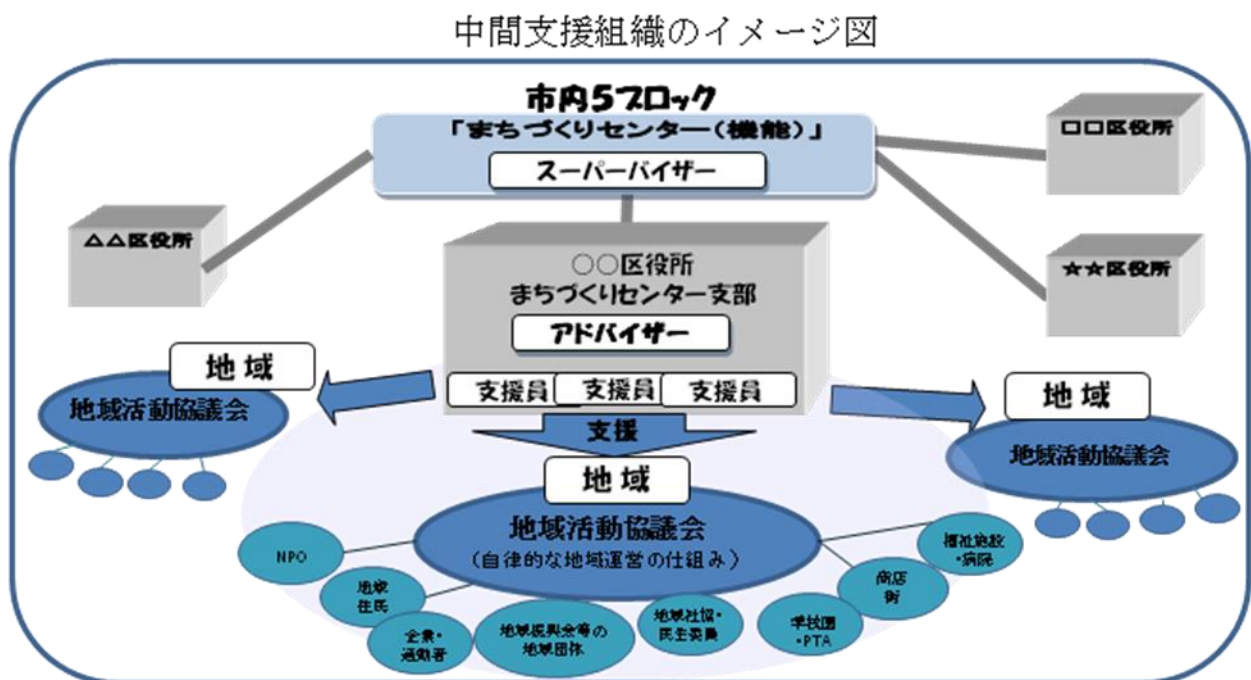 中間支援組織のイメージ図
市内5ブロック
「まちづくりセンター(機能)」
スーパーバイザー
□□区役所
△△区役所
☆☆区役所
○○区役所
まちづくりセンター支部
アドバイザー
支援員
支援員
支援員
支援
地域
地域活動協議会
地域
地域活動協議会
地域
地域活動協議会
(自律的な地域運営の仕組み)
NPO
地域
住民
企業・
通勤者
地域振興会等の
地域団体
地域社協・
民生委員
学校園
・PTA
商店
街
福祉施設
・病院